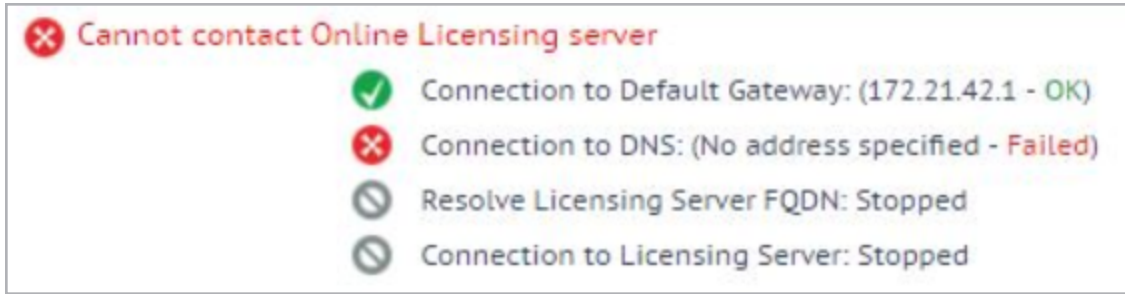 Cannot contact Online Licensing server
Connection to Default Gateway: (172.21.42.1 - OK)
Connection to DNS: (No address specified - Failed)
Resolve Licensing Server FQDN: Stopped
Connection to Licensing Server: Stopped